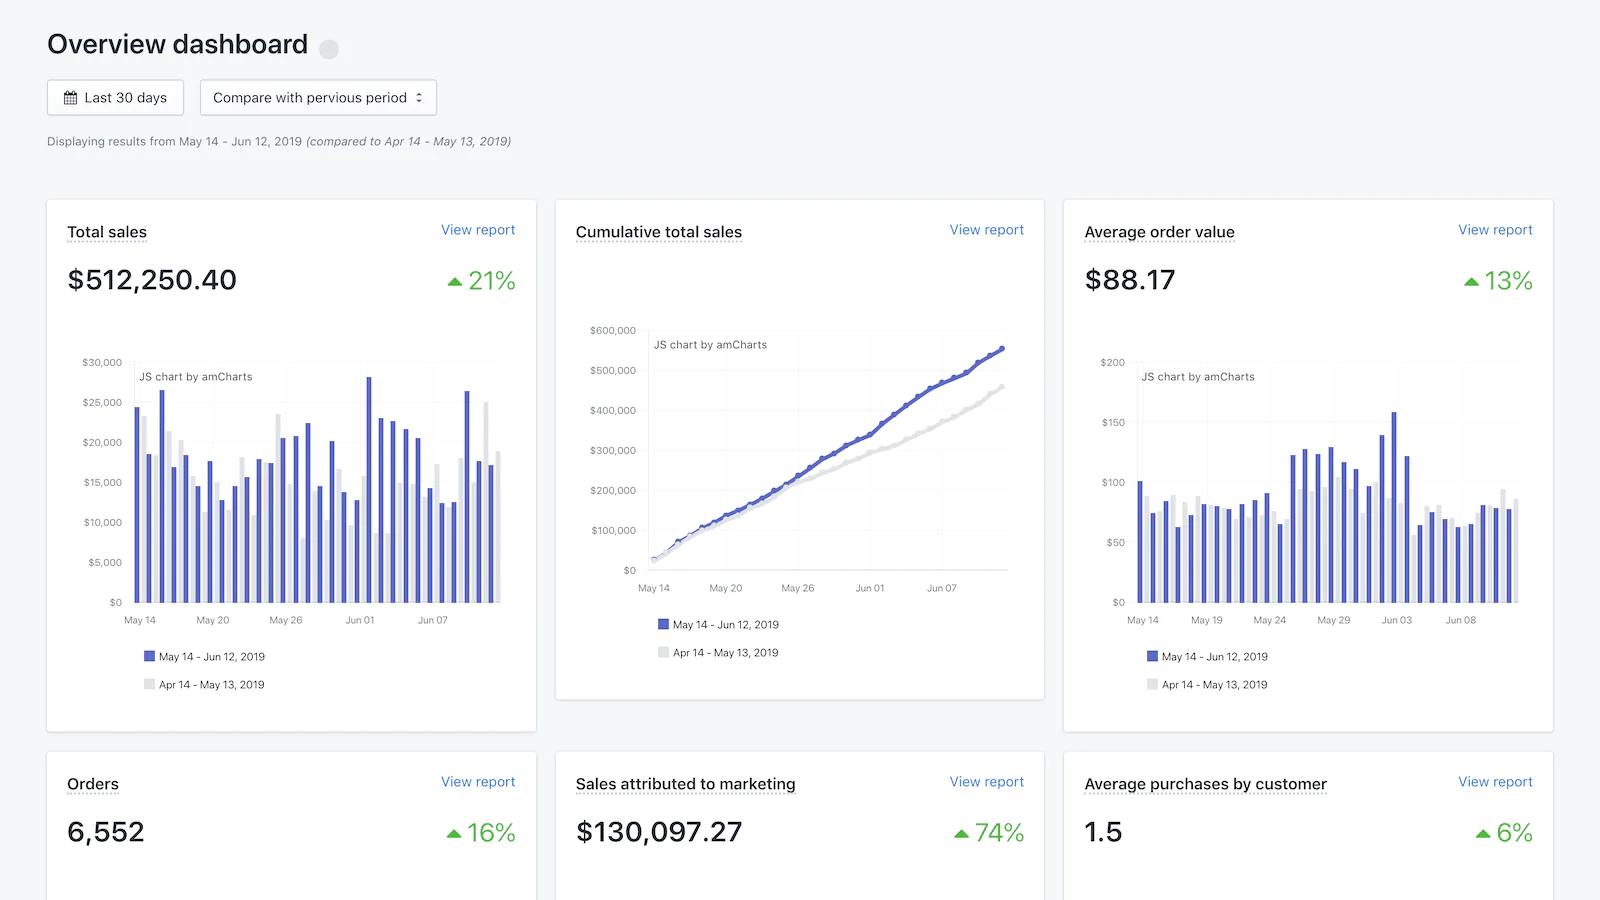 Overview dashboard
Last 30 days
Compare with pervious period
Displaying results from May 14 - Jun 12, 2019 (compared to Apr 14 - May 13, 2019)
Total sales
View report
$512,250.40
21%
$30,000
JS chart by amCharts
$25,000
$20,000
$15,000
$10,000
$5,000
$0
May 14 May 20 May 26 Jun 01 Jun 07
May 14 - Jun 12, 2019
Apr 14 - May 13, 2019
Cumulative total sales
View report
$600,000
JS chart by amCharts
$500,000
$400,000
$300,000
$200,000
$100,000
$0
May 14 May 20 May 26 Jun 01 Jun 07
May 14 - Jun 12, 2019
Apr 14 - May 13, 2019
Average order value
View report
$88.17
13%
$200
JS chart by amCharts
$150
$100
$50
$0
May 14 May 19 May 24 May 29 Jun 03 Jun 08
May 14 - Jun 12, 2019
Apr 14 - May 13, 2019
Orders
View report
6,552
16%
Sales attributed to marketing
View report
$130,097.27
74%
Average purchases by customer
View report
1.5
6%